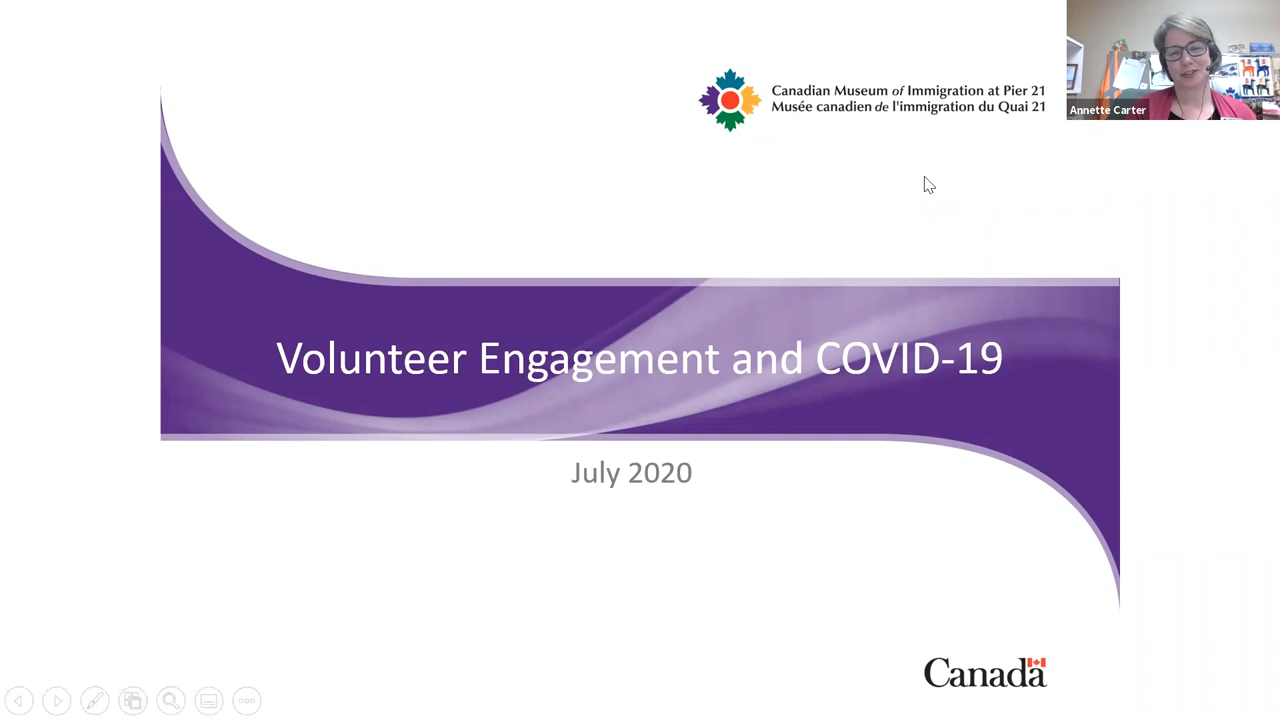 Canadian Museum of Immigration at Pier 21
Musée canadien de l'immigration du Quai 21
Annette Carter
Volunteer Engagement and COVID-19
July 2020
Canada